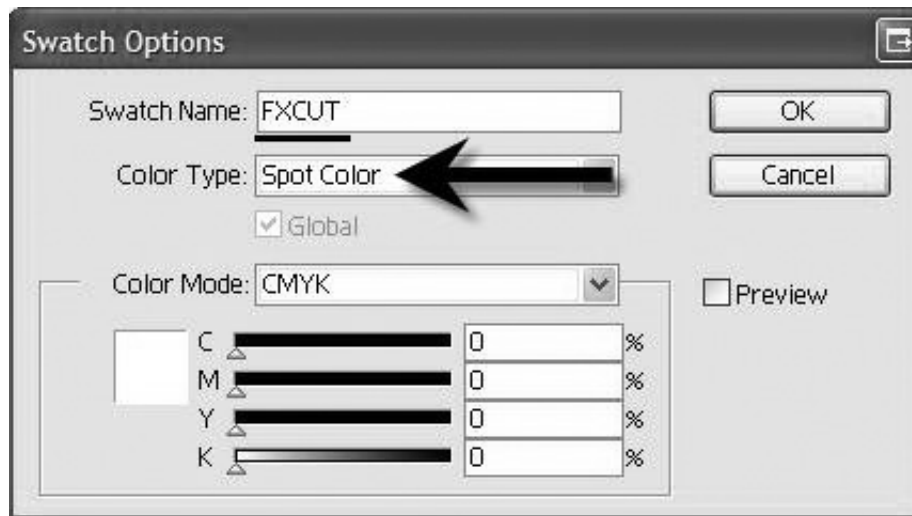 Swatch Options
Swatch Name: FXCUT
OK
Color Type: Spot Color
Cancel
Global
Color Mode: CMYK
Preview
C 0 %
M 0 %
Y 0 %
K 0 %